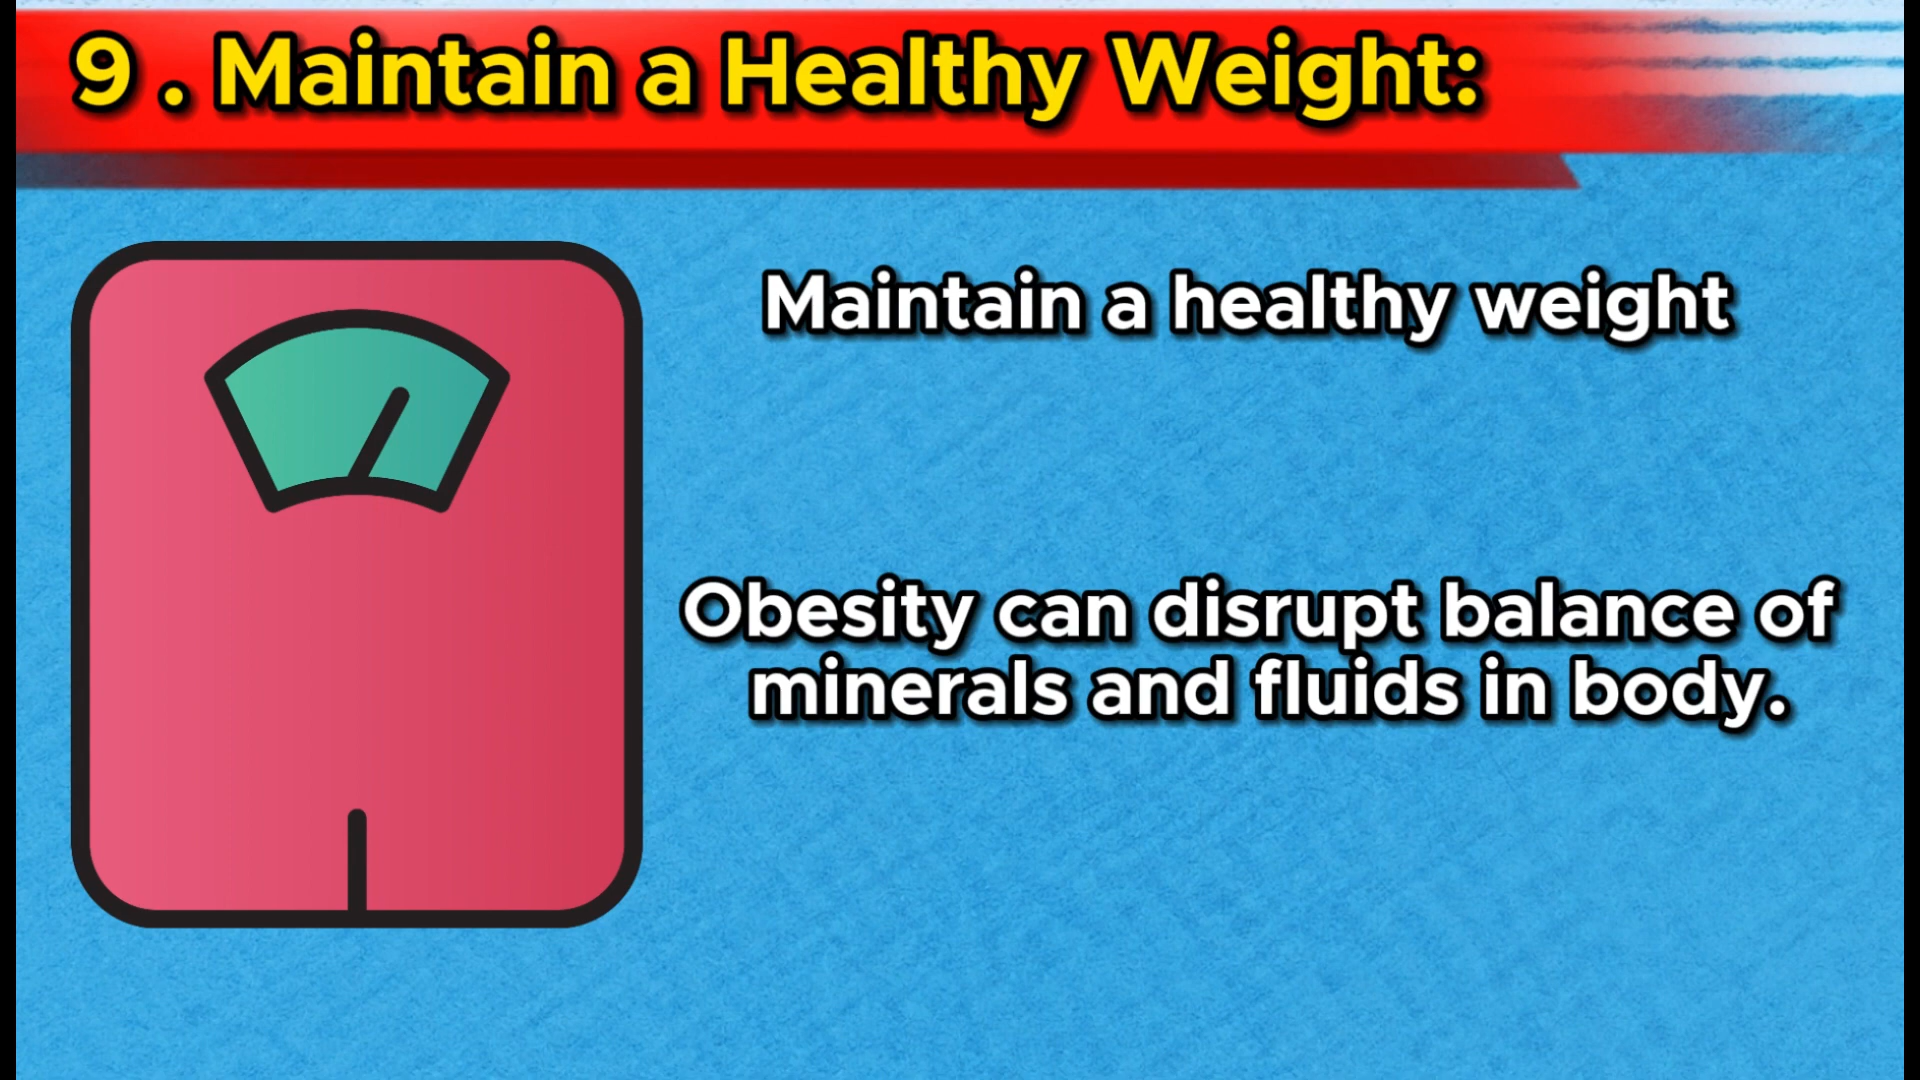 9 . Maintain a Healthy Weight:
Maintain a healthy weight
Obesity can disrupt balance of
minerals and fluids in body.